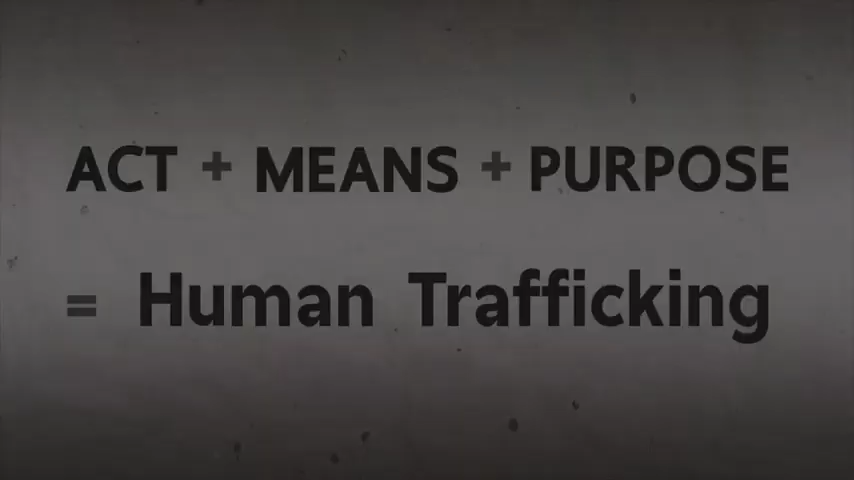 ACT + MEANS + PURPOSE
= Human Trafficking